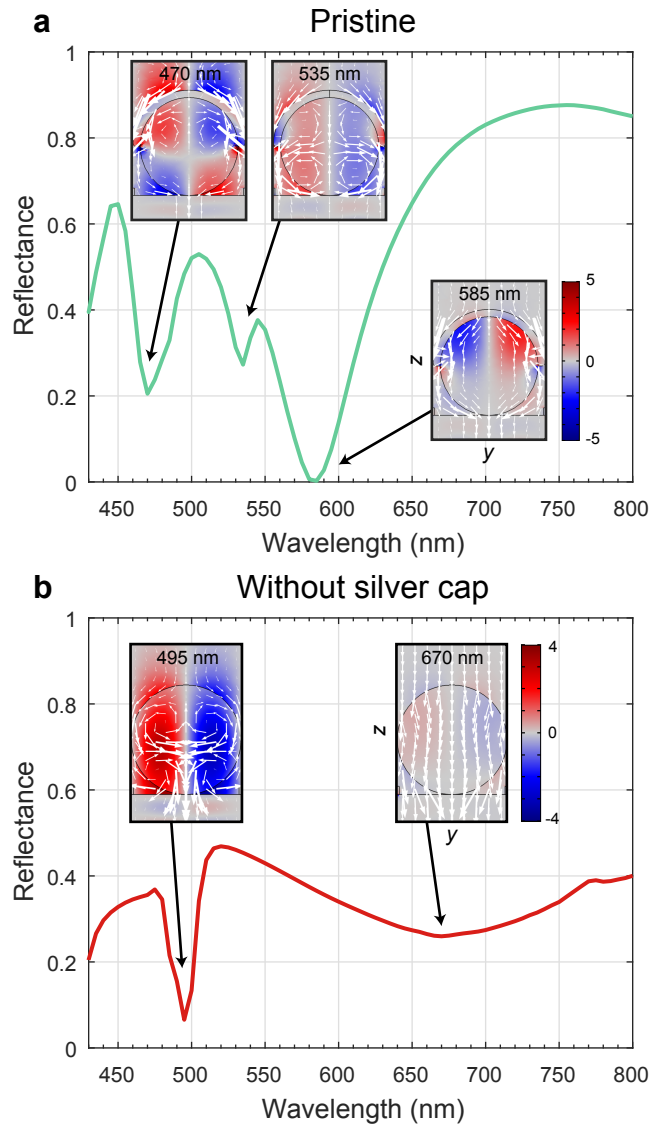 a Pristine
1
470 nm 535 nm
0.8
0.6
Reflectance
585 nm
5
0.4
z
0
0.2
-5
y
0
450 500 550 600 650 700 750 800
Wavelength (nm)
b Without silver cap
1
495 nm 670 nm
4
0.8
z
0
0.6
Reflectance
-4
y
0.4
0.2
0
450 500 550 600 650 700 750 800
Wavelength (nm)